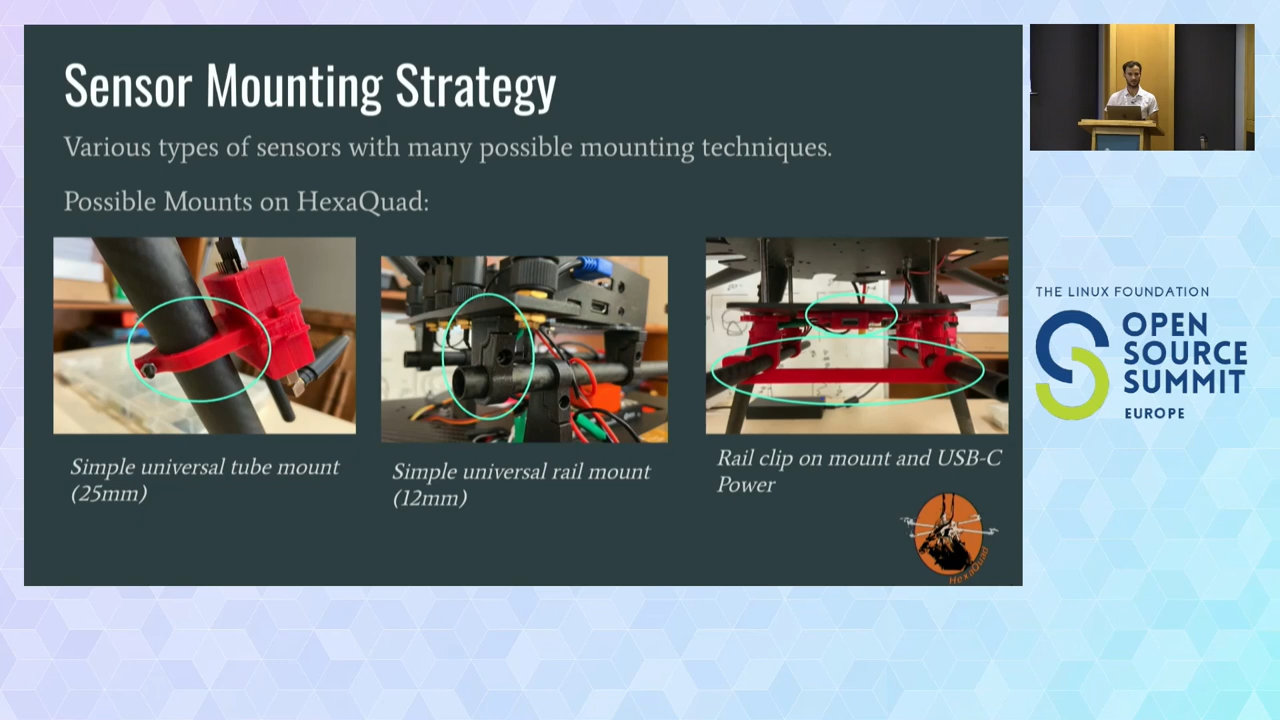 Sensor Mounting Strategy
Various types of sensors with many possible mounting techniques.
Possible Mounts on HexaQuad:
Simple universal tube mount
(25mm)
Simple universal rail mount
(12mm)
Rail clip on mount and USB-C
Power
HexaQuad
THE LINUX FOUNDATION
OPEN
SOURCE
SUMMIT
EUROPE